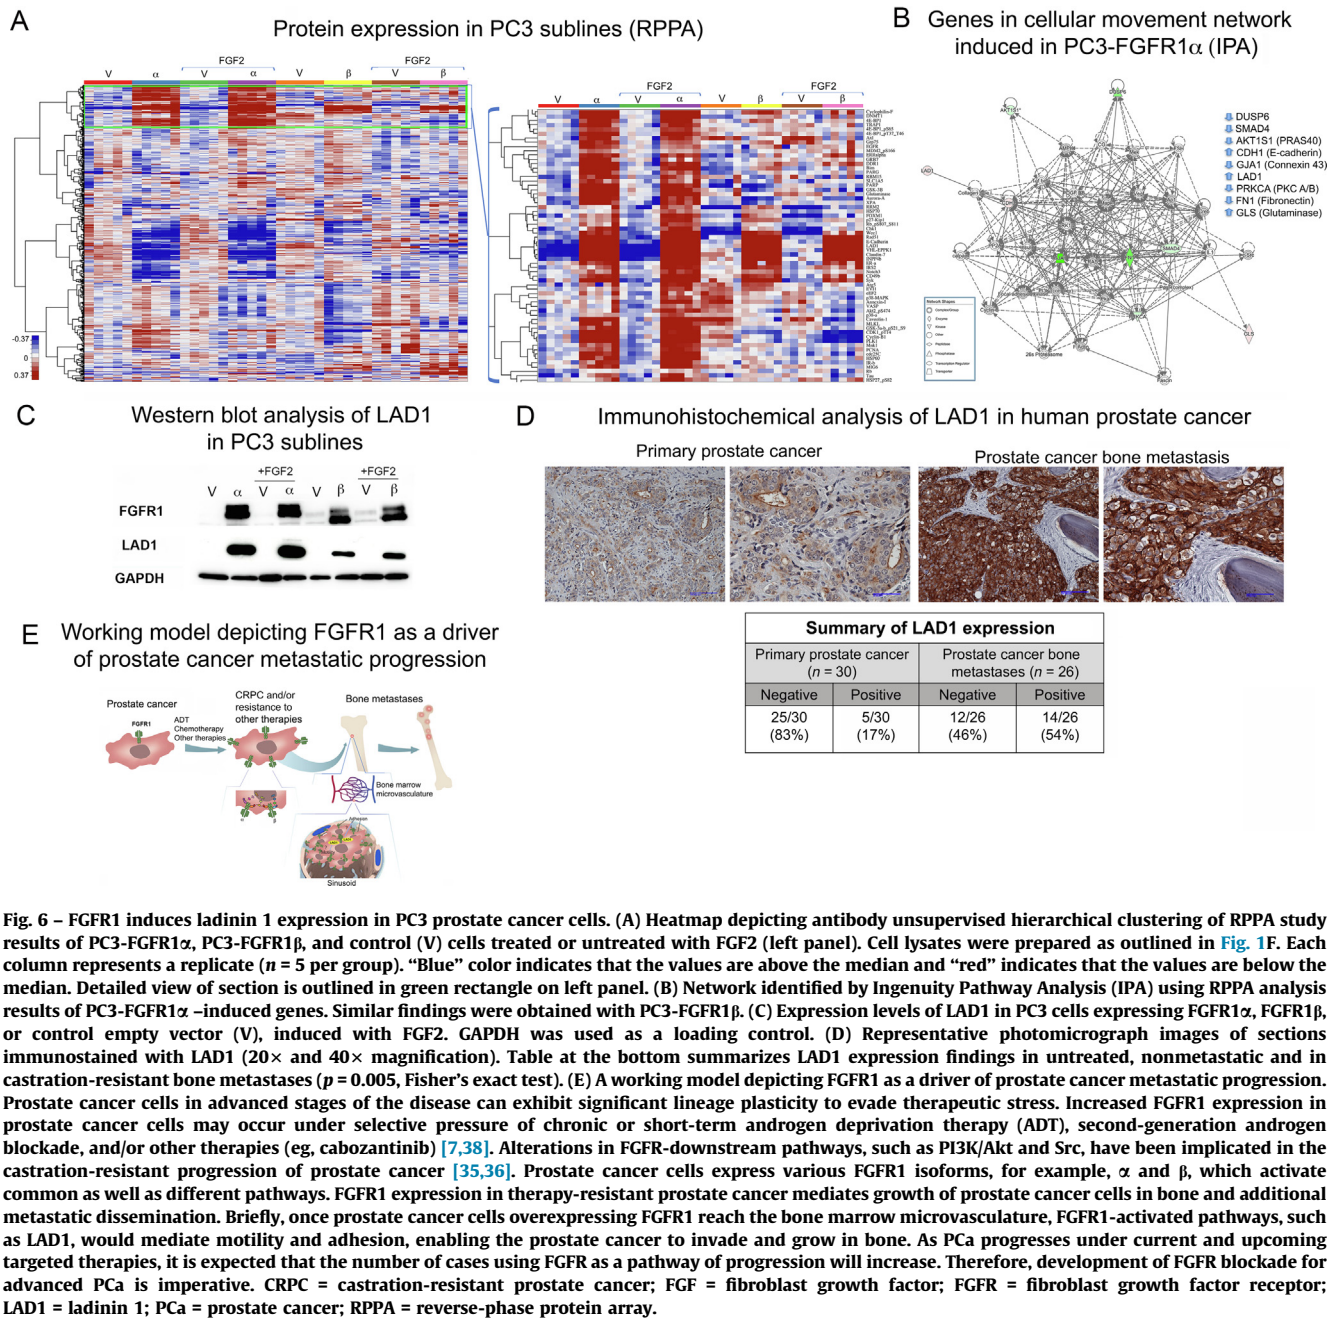 A
Protein expression in PC3 sublines (RPPA)
FGF2
FGF2
V
α
V
α
V
β
V
β
-0.37
0
0.37
FGF2
FGF2
V
α
V
α
V
β
V
β
B
Genes in cellular movement network
induced in PC3-FGFR1α (IPA)
DUSP6
AKT1S1*
LAD1
SMAD4
GLS
26s Proteasome
Network Shapes
Complex/Group
Enzyme
Kinase
Other
Peptidase
Phosphatase
Transcription Regulator
Transporter
DUSP6
SMAD4
AKT1S1 (PRAS40)
CDH1 (E-cadherin)
GJA1 (Connexin 43)
LAD1
PRKCA (PKC A/B)
FN1 (Fibronectin)
GLS (Glutaminase)
C
Western blot analysis of LAD1
in PC3 sublines
+FGF2
+FGF2
V
α
V
α
V
β
V
β
FGFR1
LAD1
GAPDH
D
Immunohistochemical analysis of LAD1 in human prostate cancer
Primary prostate cancer
Prostate cancer bone metastasis
Summary of LAD1 expression
Primary prostate cancer
(n = 30)
Prostate cancer bone
metastases (n = 26)
Negative
Positive
Negative
Positive
25/30
(83%)
5/30
(17%)
12/26
(46%)
14/26
(54%)
E
Working model depicting FGFR1 as a driver
of prostate cancer metastatic progression
Prostate cancer
FGFR1
ADT
Chemotherapy
Other therapies
CRPC and/or
resistance to
other therapies
Bone metastases
Bone marrow
microvasculature
α
β
Adhesion
Sinusoid
Fig. 6 – FGFR1 induces ladinin 1 expression in PC3 prostate cancer cells. (A) Heatmap depicting antibody unsupervised hierarchical clustering of RPPA study
results of PC3-FGFR1α, PC3-FGFR1β, and control (V) cells treated or untreated with FGF2 (left panel). Cell lysates were prepared as outlined in Fig. 1F. Each
column represents a replicate (n = 5 per group). “Blue” color indicates that the values are above the median and “red” indicates that the values are below the
median. Detailed view of section is outlined in green rectangle on left panel. (B) Network identified by Ingenuity Pathway Analysis (IPA) using RPPA analysis
results of PC3-FGFR1α –induced genes. Similar findings were obtained with PC3-FGFR1β. (C) Expression levels of LAD1 in PC3 cells expressing FGFR1α, FGFR1β,
or control empty vector (V), induced with FGF2. GAPDH was used as a loading control. (D) Representative photomicrograph images of sections
immunostained with LAD1 (20× and 40× magnification). Table at the bottom summarizes LAD1 expression findings in untreated, nonmetastatic and in
castration-resistant bone metastases (p = 0.005, Fisher’s exact test). (E) A working model depicting FGFR1 as a driver of prostate cancer metastatic progression.
Prostate cancer cells in advanced stages of the disease can exhibit significant lineage plasticity to evade therapeutic stress. Increased FGFR1 expression in
prostate cancer cells may occur under selective pressure of chronic or short-term androgen deprivation therapy (ADT), second-generation androgen
blockade, and/or other therapies (eg, cabozantinib) [7,38]. Alterations in FGFR-downstream pathways, such as PI3K/Akt and Src, have been implicated in the
castration-resistant progression of prostate cancer [35,36]. Prostate cancer cells express various FGFR1 isoforms, for example, α and β, which activate
common as well as different pathways. FGFR1 expression in therapy-resistant prostate cancer mediates growth of prostate cancer cells in bone and additional
metastatic dissemination. Briefly, once prostate cancer cells overexpressing FGFR1 reach the bone marrow microvasculature, FGFR1-activated pathways, such
as LAD1, would mediate motility and adhesion, enabling the prostate cancer to invade and grow in bone. As PCa progresses under current and upcoming
targeted therapies, it is expected that the number of cases using FGFR as a pathway of progression will increase. Therefore, development of FGFR blockade for
advanced PCa is imperative. CRPC = castration-resistant prostate cancer; FGF = fibroblast growth factor; FGFR = fibroblast growth factor receptor;
LAD1 = ladinin 1; PCa = prostate cancer; RPPA = reverse-phase protein array.